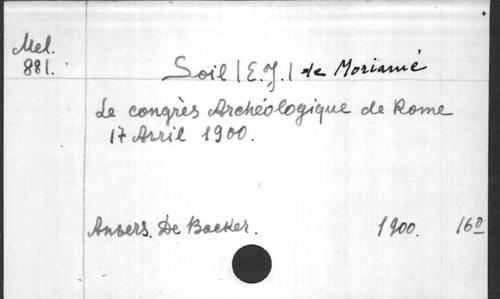 Mel.
881.
Soil (E.J.) de Moriamé
Le congrès Archéologique de Rome
17 Avril 1900.
Anvers. De Backer. 1900. 16°